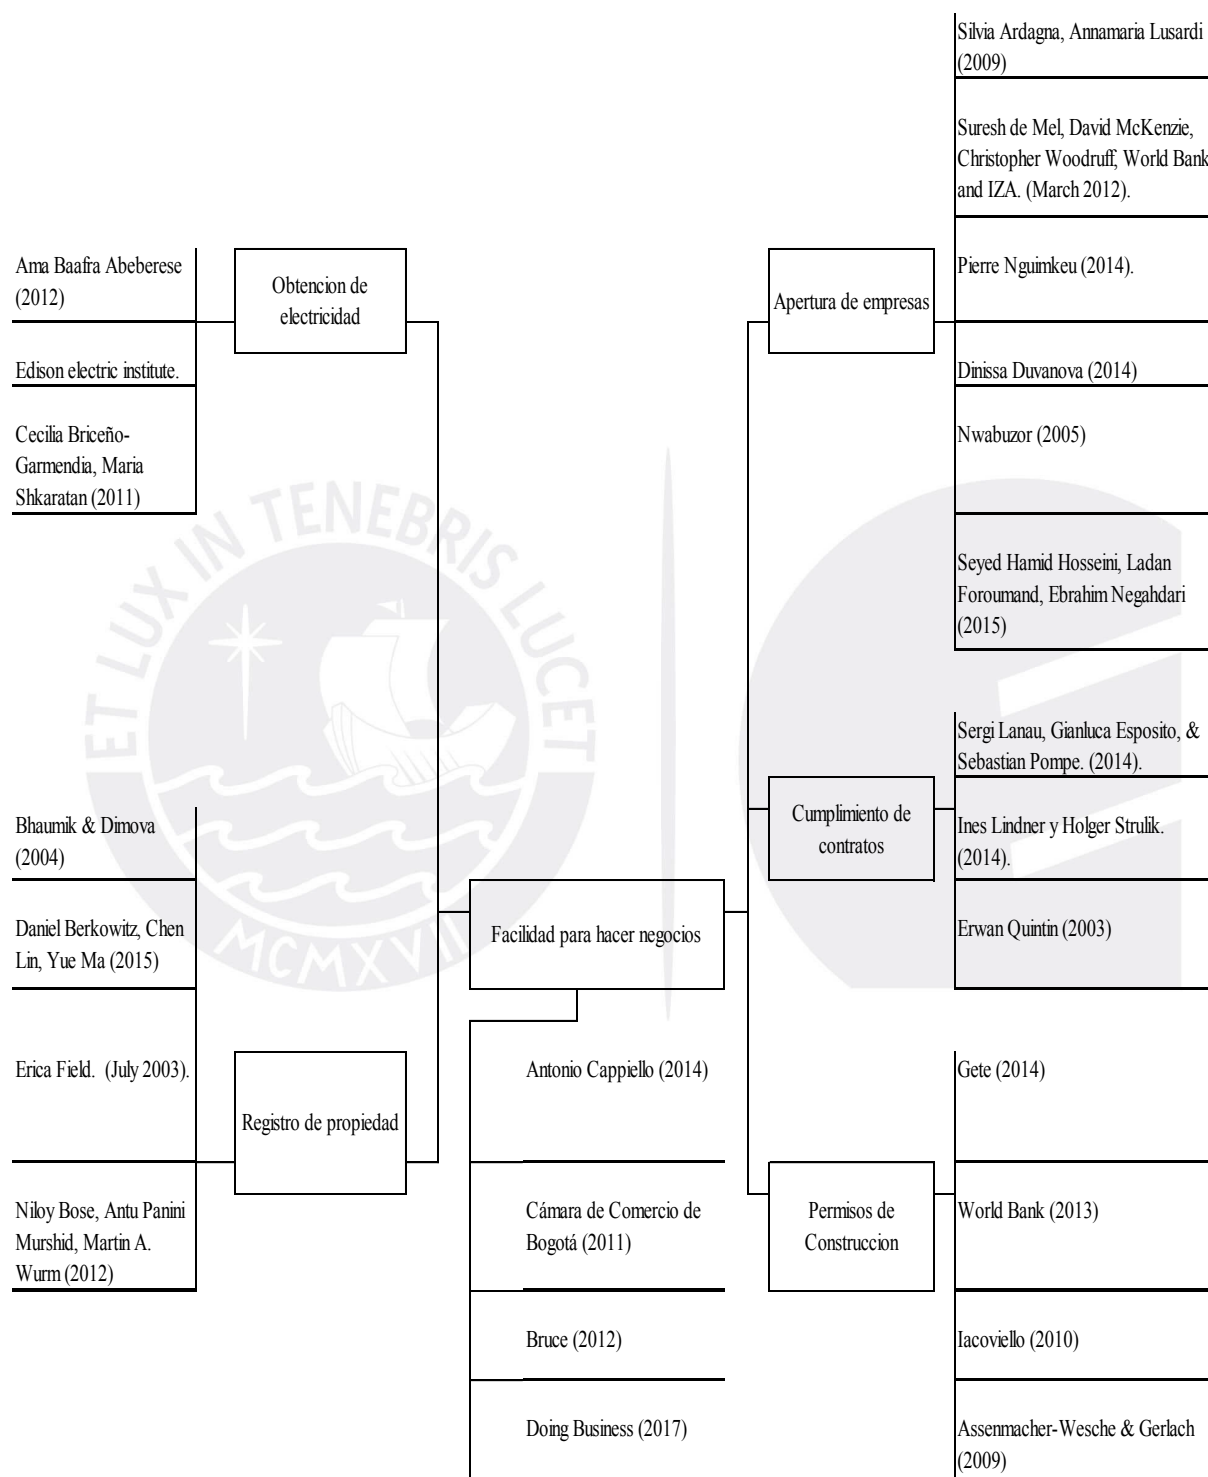 Silvia Ardagna, Annamaria Lusardi
(2009)
Suresh de Mel, David McKenzie,
Christopher Woodruff, World Bank
and IZA. (March 2012).
Pierre Nguimkeu (2014).
Dinissa Duvanova (2014)
Nwabuzor (2005)
Seyed Hamid Hosseini, Ladan
Foroumand, Ebrahim Negahdari
(2015)
Apertura de empresas
Ama Baafra Abeberese
(2012)
Edison electric institute.
Cecilia Briceño-
Garmendia, Maria
Shkaratan (2011)
Obtencion de
electricidad
ET LUX IN TENEBRIS LUCET
MCMXVII
Sergi Lanau, Gianluca Esposito, &
Sebastian Pompe. (2014).
Ines Lindner y Holger Strulik.
(2014).
Erwan Quintin (2003)
Cumplimiento de
contratos
Bhaumik & Dimova
(2004)
Daniel Berkowitz, Chen
Lin, Yue Ma (2015)
Erica Field.  (July 2003).
Niloy Bose, Antu Panini
Murshid, Martin A.
Wurm (2012)
Registro de propiedad
Facilidad para hacer negocios
Antonio Cappiello (2014)
Cámara de Comercio de
Bogotá (2011)
Bruce (2012)
Doing Business (2017)
Permisos de
Construccion
Gete (2014)
World Bank (2013)
Iacoviello (2010)
Assenmacher-Wesche & Gerlach
(2009)